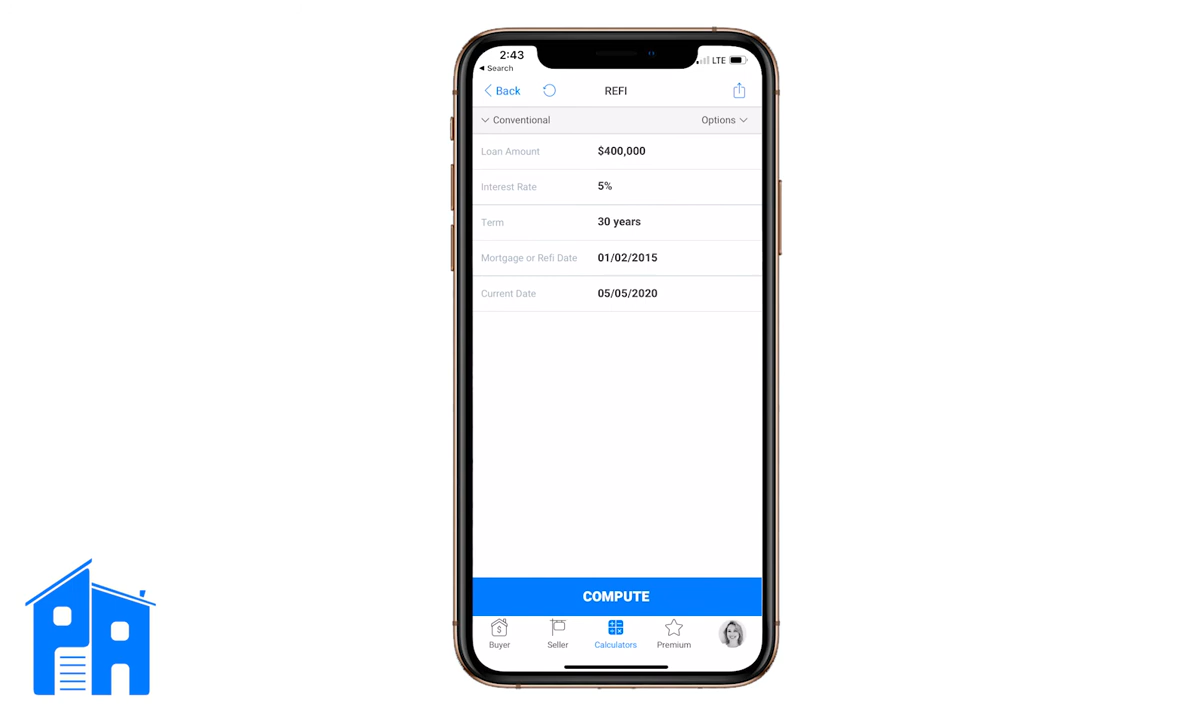 2:43
LTE
◀ Search
Back
REFI
Conventional
Options
Loan Amount
$400,000
Interest Rate
5%
Term
30 years
Mortgage or Refi Date
01/02/2015
Current Date
05/05/2020
COMPUTE
Buyer
Seller
Calculators
Premium